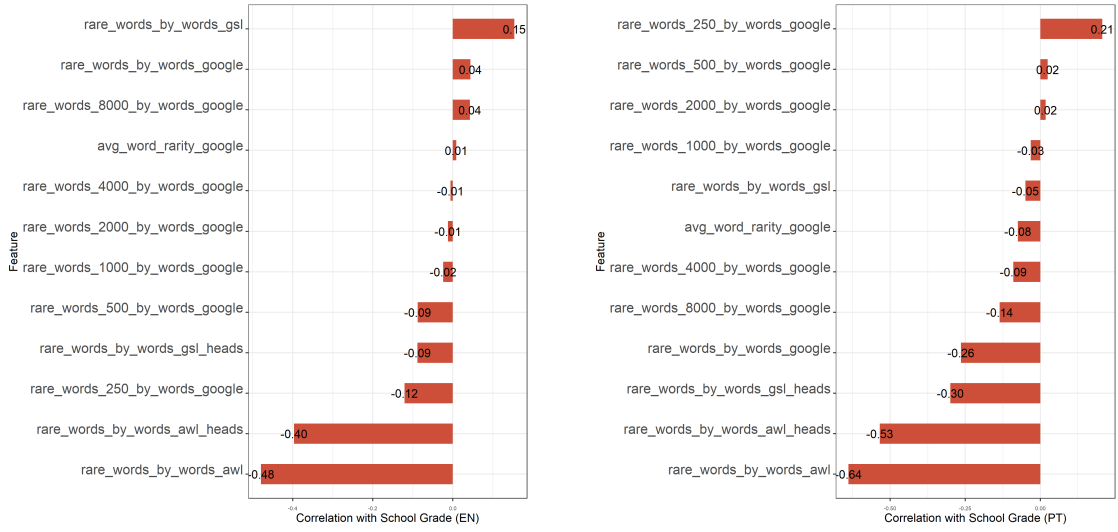 rare_words_by_words_gsl 0.15
rare_words_by_words_google 0.04
rare_words_8000_by_words_google 0.04
avg_word_rarity_google 0.01
rare_words_4000_by_words_google -0.01
rare_words_2000_by_words_google -0.01
rare_words_1000_by_words_google -0.02
rare_words_500_by_words_google -0.09
rare_words_by_words_gsl_heads -0.09
rare_words_250_by_words_google -0.12
rare_words_by_words_awl_heads -0.40
rare_words_by_words_awl -0.48
Feature
-0.4 -0.2 0.0
Correlation with School Grade (EN)
rare_words_250_by_words_google 0.21
rare_words_500_by_words_google 0.02
rare_words_2000_by_words_google 0.02
rare_words_1000_by_words_google -0.03
rare_words_by_words_gsl -0.05
avg_word_rarity_google -0.08
rare_words_4000_by_words_google -0.09
rare_words_8000_by_words_google -0.14
rare_words_by_words_google -0.26
rare_words_by_words_gsl_heads -0.30
rare_words_by_words_awl_heads -0.53
rare_words_by_words_awl -0.64
Feature
-0.50 -0.25 0.00
Correlation with School Grade (PT)